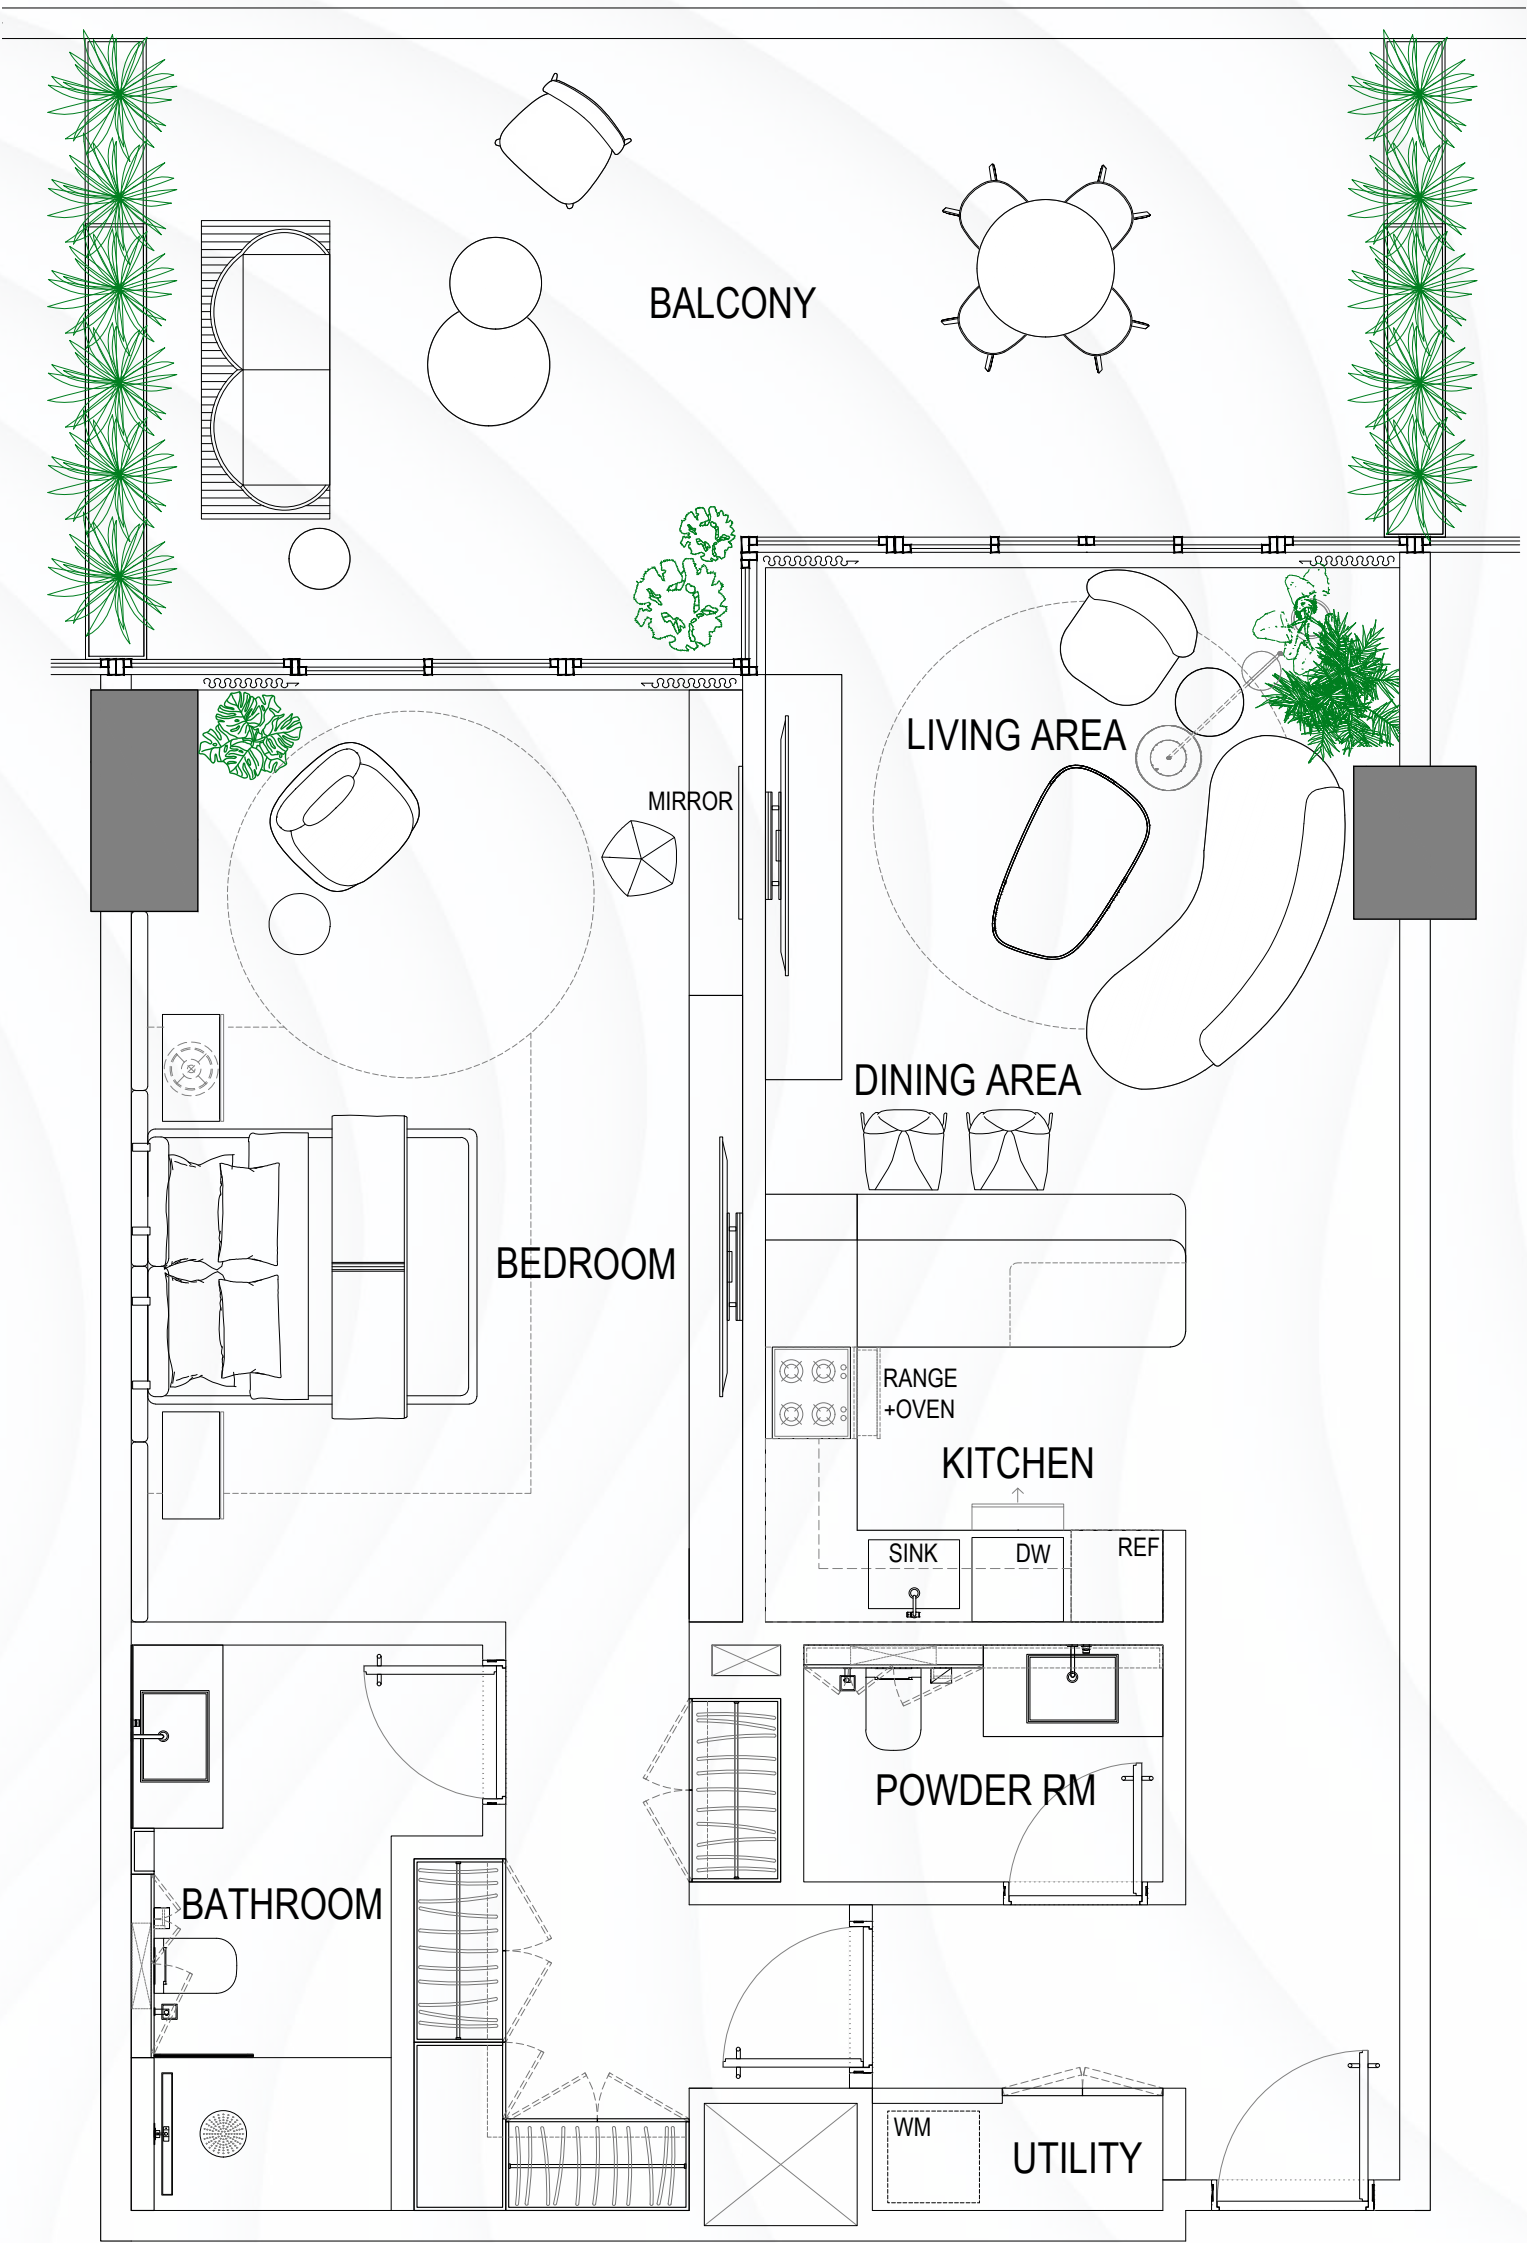 BALCONY
LIVING AREA
MIRROR
DINING AREA
BEDROOM
RANGE
+OVEN
KITCHEN
SINK
DW
REF
POWDER RM
BATHROOM
WM
UTILITY